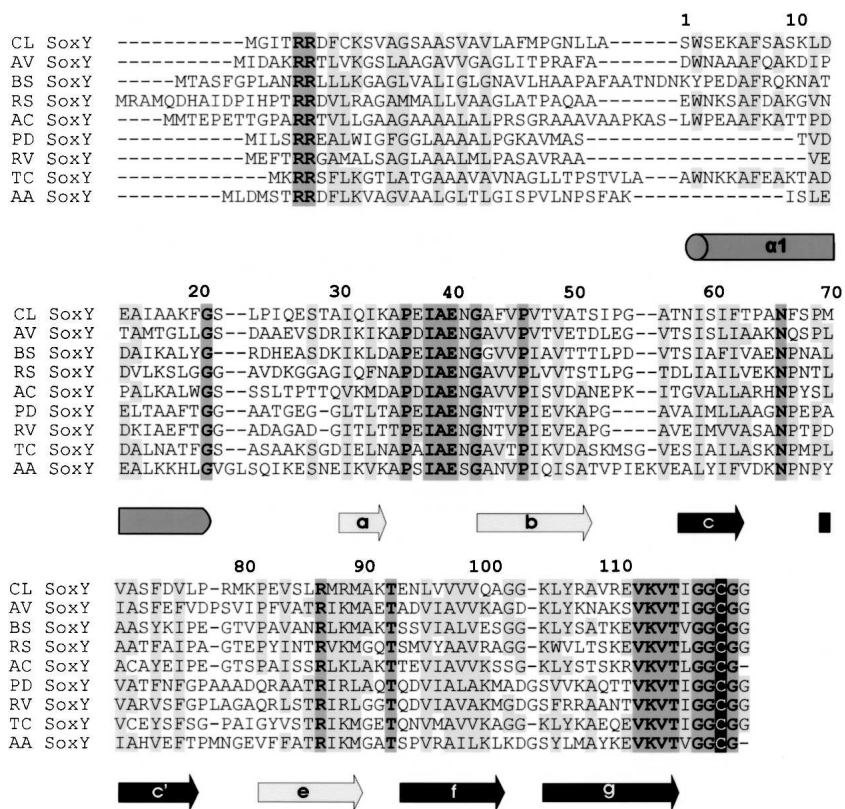 1 10
CL SoxY ----------MGITRRDFCKSVAGSAASVAVLAFMPGNLLA------SWSEKAFSASKLD
AV SoxY ----------MIDAKRRTLVKGSLAAGAVVGAGLITPRAFA------DWNAAAFQAKDIP
BS SoxY ----MTASFGPLANRRLLLKGAGLVALIGLGNAVLHAAPAFAATNDNKYPEDAFRQKNAT
RS SoxY MRAMQDHAIDPIHPTRRDVLRAGAMMALLVAAGLATPAQAA------EWNKSAFDAKGVN
AC SoxY ---MMTEPETTGPARRTVLLGAAGAAALALPRSGRAAAVAAPKAS-LWPEAAFKATTPD
PD SoxY ----------MILSRREALWIGFGGLAAAALPGKAVMAS-----------------TVD
RV SoxY ----------MEFTRRGAMALSAGLAALMLPASAVRAA------------------VE
TC SoxY ------------MKRRSFLKGTLATGAAAVAVNAGLLTPSTVLA-AWNKKAFEAKTAD
AA SoxY --------MLDMSTRRDFLKVAGVAALGLTLGISPVLNPSFAK-------------ISLE
α1
20 30 40 50 60 70
CL SoxY EAIAAKFGS--LPIQESTAIQIKAPEIAENGAFVPVTVATSIPG---ATNISIFTPANFSPM
AV SoxY TAMTGLLGS--DAAEVSDRIKIKAPDIAENGAVVPVTVETDLEG---VTSISLIAAKNQSPL
BS SoxY DAIKALYG---RDHEASDKIKLDAPEIAENGGVVPIAVTTTLPD---VTSIAFIVAENPNAL
RS SoxY DVLKSLGGG--AVDKGGAGIQFNAPDIAENGAVVPLVVTSTLPG---TDLIAILVEKNPNTL
AC SoxY PALKALWGS--SSLTPTTQVKMDAPDIAENGAVVPISVDANEPK---ITGVALLARHNPYSL
PD SoxY ELTAAFTGG--AATGEG-GLTLTAPEIAENGNTVPIEVKAPG-----AVAIMLLAAGNPEPA
RV SoxY DKIAEFTGG--ADAGAD-GITLTTPEIAENGNTVPIEVSAPG-----AVEIMVVASANPTPD
TC SoxY DALNATFGS--ASAAKSGDIELNAPAIAENGAVTPIKVDASKMSG-VESIAILASKNPMPL
AA SoxY EALKKHLGVGLSQIKESNEIKVKAPSIAESGANVPIQISATVPIEKVEALYIFVDKNPNPY
a b c
80 90 100 110
CL SoxY VASFDVLP-RMKPEVSLRMRMAKTENLVVVVQAGG-KLYRAVREVKVTIGGCGG
AV SoxY IASFEFVDPSVIPFVATRIKMAETADVIAVVKAGD-KLYKNAKSVKVTIGGCGG
BS SoxY AASYKIPE-GTVPAVANRLKMAKTSSVIALVESGG-KLYSATKEVKVTIGGCGG
RS SoxY AATFAIPA-GTEPYINTRVKMGQTSMVYAAVRAGG-KWVLTSKEVKVTLGGCGG
AC SoxY ACAYEIPE-GTSPAISSRLKLAKTTEVIAVVKSSG-KLYSTSKRVKVTLGGCG-
PD SoxY VATFNFGPAAADQRAATRIRLAQTQDVIALAKMADGSVVKAQTTVKVTIGGCGG
RV SoxY VARVSFGPLAGAQRLSTRIRLGGTQDVIAVAKMGDGSFRRAANTVKVTIGGCGG
TC SoxY VCEYSFSG-PAIGYVSTRIKMGETQNVMAVVKAGG-KLYKAEQEVKVTIGGCGG
AA SoxY IAHVEFTPMNGEVFFATRIKMGATSPVRAILKLKDGSYLMAYKEVKVTVGGCG-
c' e f g